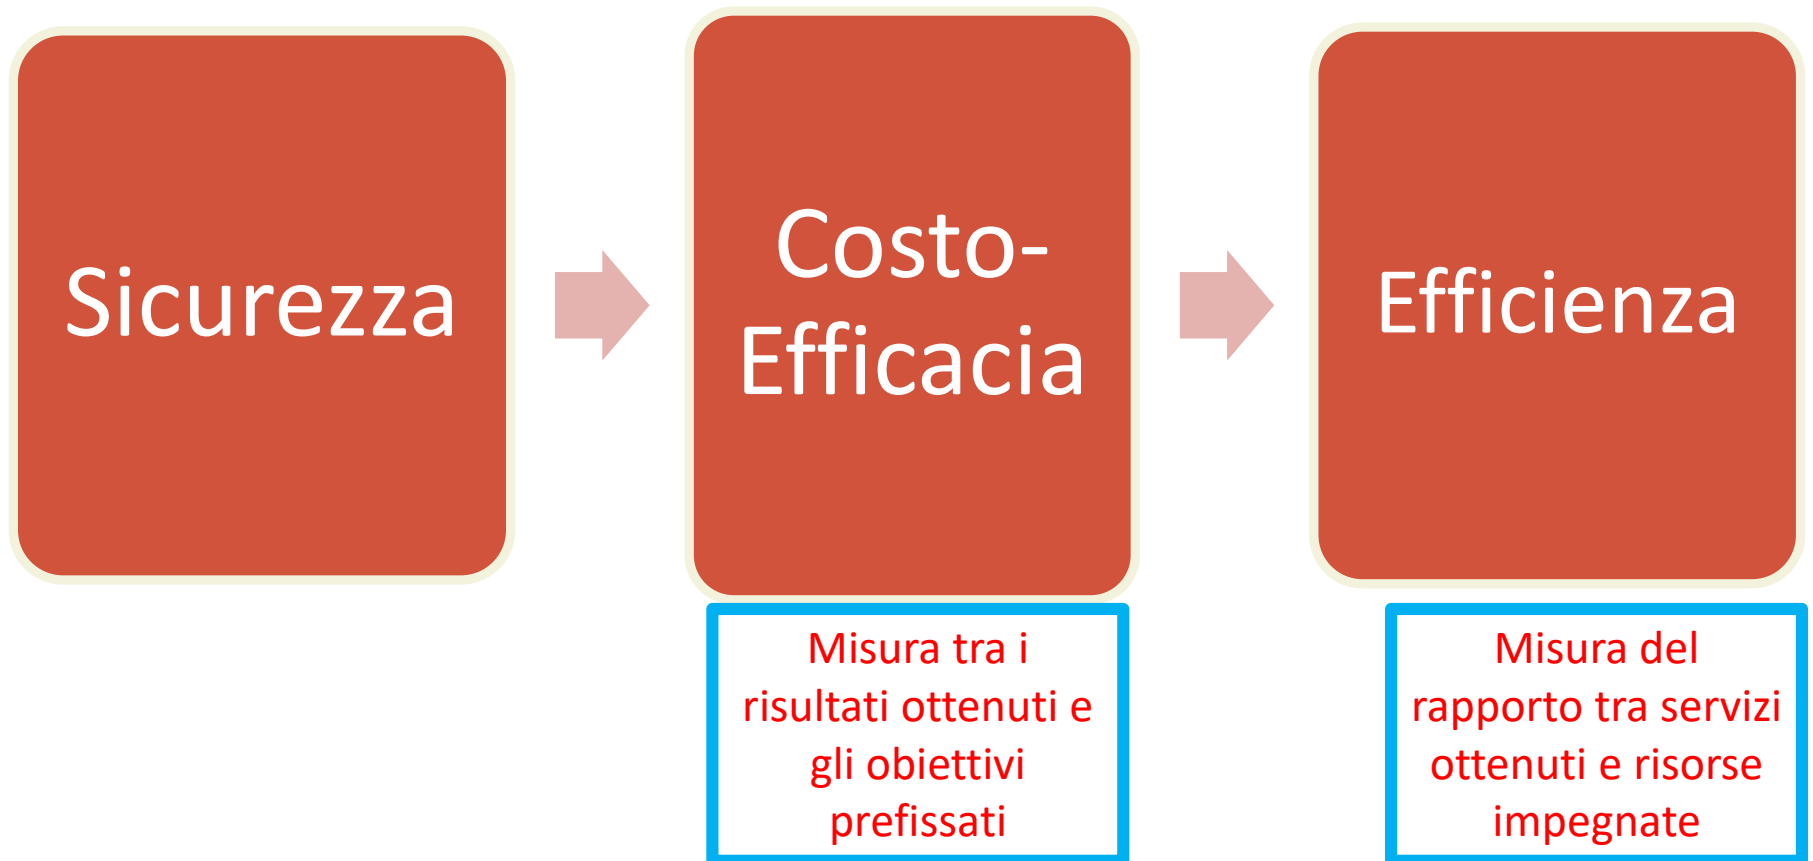 Sicurezza
Costo-
Efficacia
Efficienza
Misura tra i
risultati ottenuti e
gli obiettivi
prefissati
Misura del
rapporto tra servizi
ottenuti e risorse
impegnate